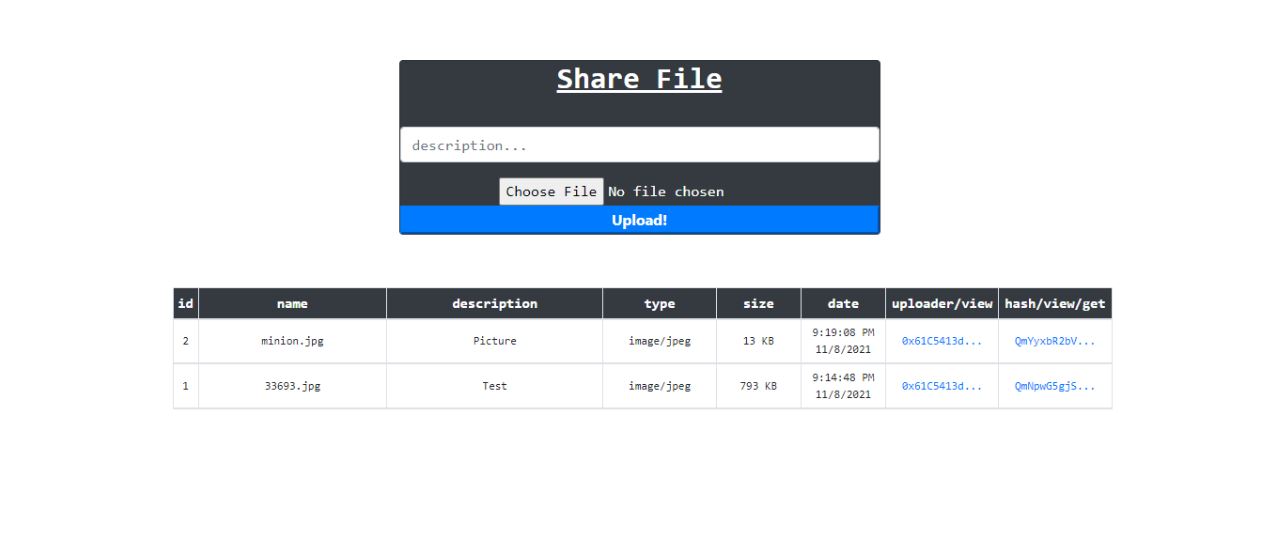 Share File
description...
Choose File No file chosen
Upload!
id name description type size date uploader/view hash/view/get
2 minion.jpg Picture image/jpeg 13 KB 9:19:08 PM 11/8/2021 0x61C5413d... QmYyxbR2bV...
1 33693.jpg Test image/jpeg 793 KB 9:14:48 PM 11/8/2021 0x61C5413d... QmNpwG5gjS...